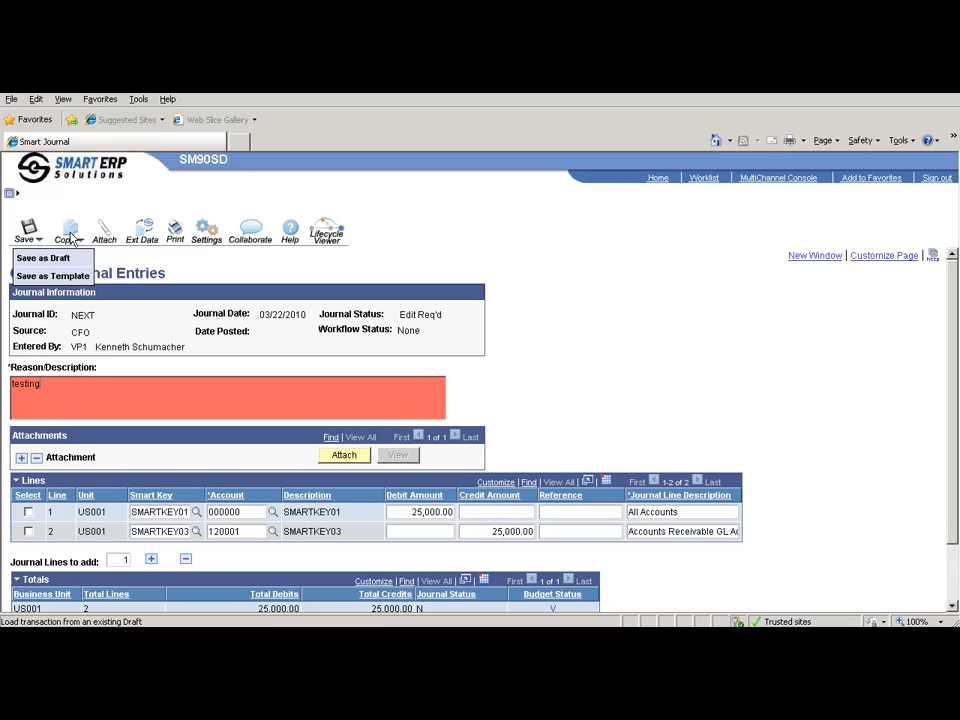 File Edit View Favorites Tools Help
Favorites Suggested Sites Web Slice Gallery
Smart Journal Page Safety Tools
SMART ERP Solutions SM90SD
Home Worklist MultiChannel Console Add to Favorites Sign out
Save Attach Ext Data Print Settings Collaborate Help Lifecycle Viewer
Save as Draft
Save as Template
New Window Customize Page http
nal Entries
Journal Information
Journal ID: NEXT Journal Date: 03/22/2010 Journal Status: Edit Req'd
Source: CFO Date Posted: Workflow Status: None
Entered By: VP1 Kenneth Schumacher
*Reason/Description:
testing
Attachments Find View All First 1 of 1 Last
Attachment Attach View
Lines Customize Find View All First 1-2 of 2 Last
Select Line Unit Smart Key *Account Description Debit Amount Credit Amount Reference *Journal Line Description
1 US001 SMARTKEY01 000000 SMARTKEY01 25,000.00 All Accounts
2 US001 SMARTKEY03 120001 SMARTKEY03 25,000.00 Accounts Receivable GL Ac
Journal Lines to add: 1
Totals Customize Find View All First 1 of 1 Last
Business Unit Total Lines Total Debits Total Credits Journal Status Budget Status
US001 2 25,000.00 25,000.00 N V
Load transaction from an existing Draft Trusted sites 100%